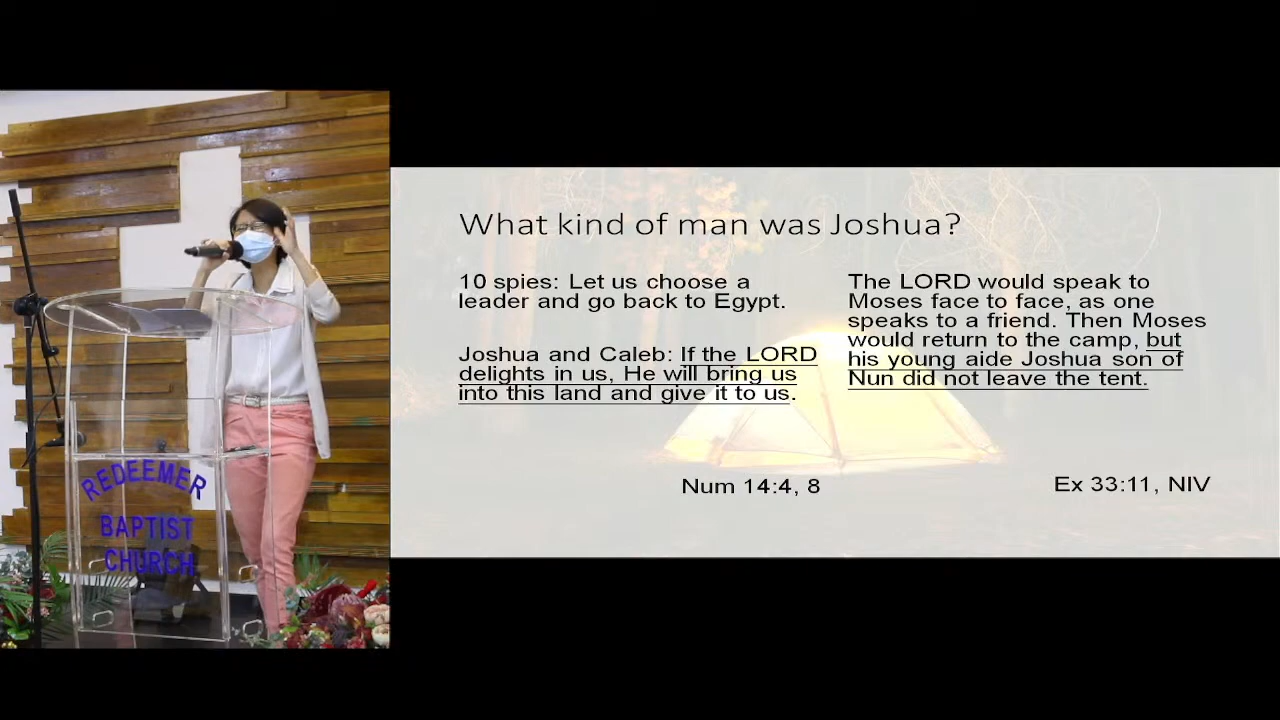 REDEEMER
BAPTIST
CHURCH
What kind of man was Joshua?
10 spies: Let us choose a
leader and go back to Egypt.
Joshua and Caleb: If the LORD
delights in us, He will bring us
into this land and give it to us.
Num 14:4, 8
The LORD would speak to
Moses face to face, as one
speaks to a friend. Then Moses
would return to the camp, but
his young aide Joshua son of
Nun did not leave the tent.
Ex 33:11, NIV